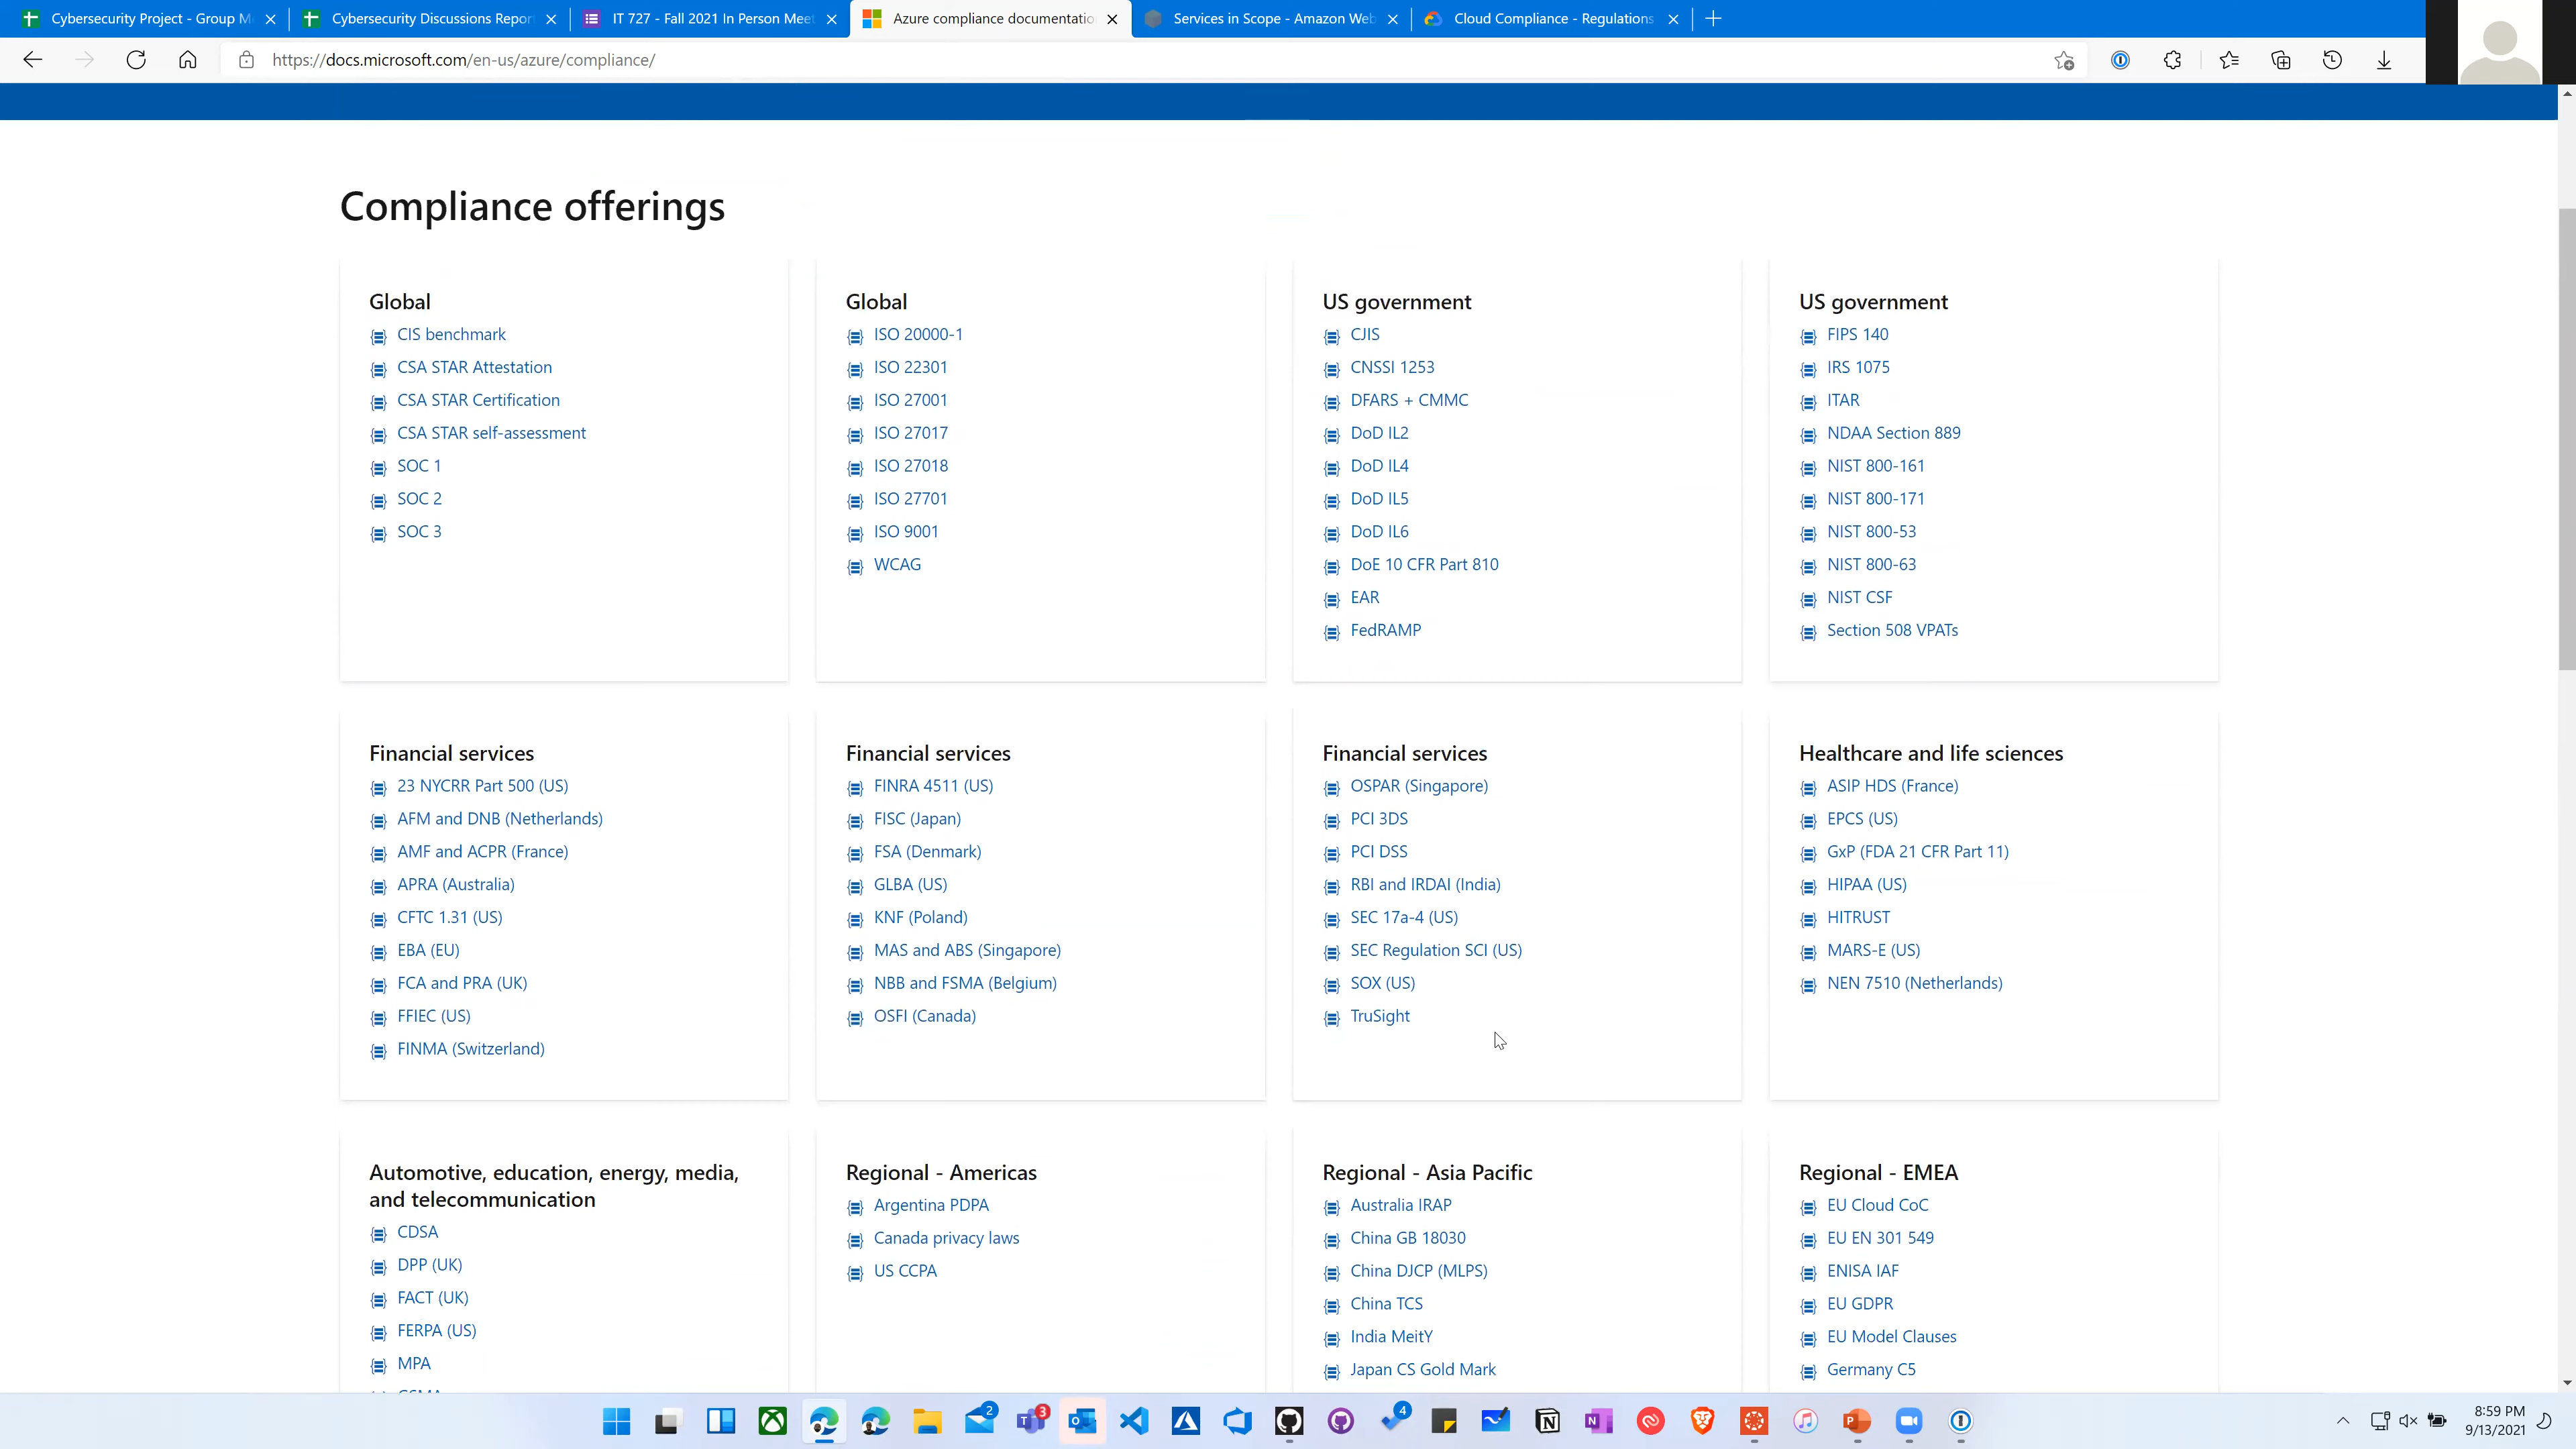 Cybersecurity Project - Group M
Cybersecurity Discussions Repor
IT 727 - Fall 2021 In Person Meet
Azure compliance documentatio
Services in Scope - Amazon Web
Cloud Compliance - Regulations
https://docs.microsoft.com/en-us/azure/compliance/
Compliance offerings
Global
CIS benchmark
CSA STAR Attestation
CSA STAR Certification
CSA STAR self-assessment
SOC 1
SOC 2
SOC 3
Global
ISO 20000-1
ISO 22301
ISO 27001
ISO 27017
ISO 27018
ISO 27701
ISO 9001
WCAG
US government
CJIS
CNSSI 1253
DFARS + CMMC
DoD IL2
DoD IL4
DoD IL5
DoD IL6
DoE 10 CFR Part 810
EAR
FedRAMP
US government
FIPS 140
IRS 1075
ITAR
NDAA Section 889
NIST 800-161
NIST 800-171
NIST 800-53
NIST 800-63
NIST CSF
Section 508 VPATs
Financial services
23 NYCRR Part 500 (US)
AFM and DNB (Netherlands)
AMF and ACPR (France)
APRA (Australia)
CFTC 1.31 (US)
EBA (EU)
FCA and PRA (UK)
FFIEC (US)
FINMA (Switzerland)
Financial services
FINRA 4511 (US)
FISC (Japan)
FSA (Denmark)
GLBA (US)
KNF (Poland)
MAS and ABS (Singapore)
NBB and FSMA (Belgium)
OSFI (Canada)
Financial services
OSPAR (Singapore)
PCI 3DS
PCI DSS
RBI and IRDAI (India)
SEC 17a-4 (US)
SEC Regulation SCI (US)
SOX (US)
TruSight
Healthcare and life sciences
ASIP HDS (France)
EPCS (US)
GxP (FDA 21 CFR Part 11)
HIPAA (US)
HITRUST
MARS-E (US)
NEN 7510 (Netherlands)
Automotive, education, energy, media,
and telecommunication
CDSA
DPP (UK)
FACT (UK)
FERPA (US)
MPA
Regional - Americas
Argentina PDPA
Canada privacy laws
US CCPA
Regional - Asia Pacific
Australia IRAP
China GB 18030
China DJCP (MLPS)
China TCS
India MeitY
Japan CS Gold Mark
Regional - EMEA
EU Cloud CoC
EU EN 301 549
ENISA IAF
EU GDPR
EU Model Clauses
Germany C5
2
3
4
8:59 PM
9/13/2021